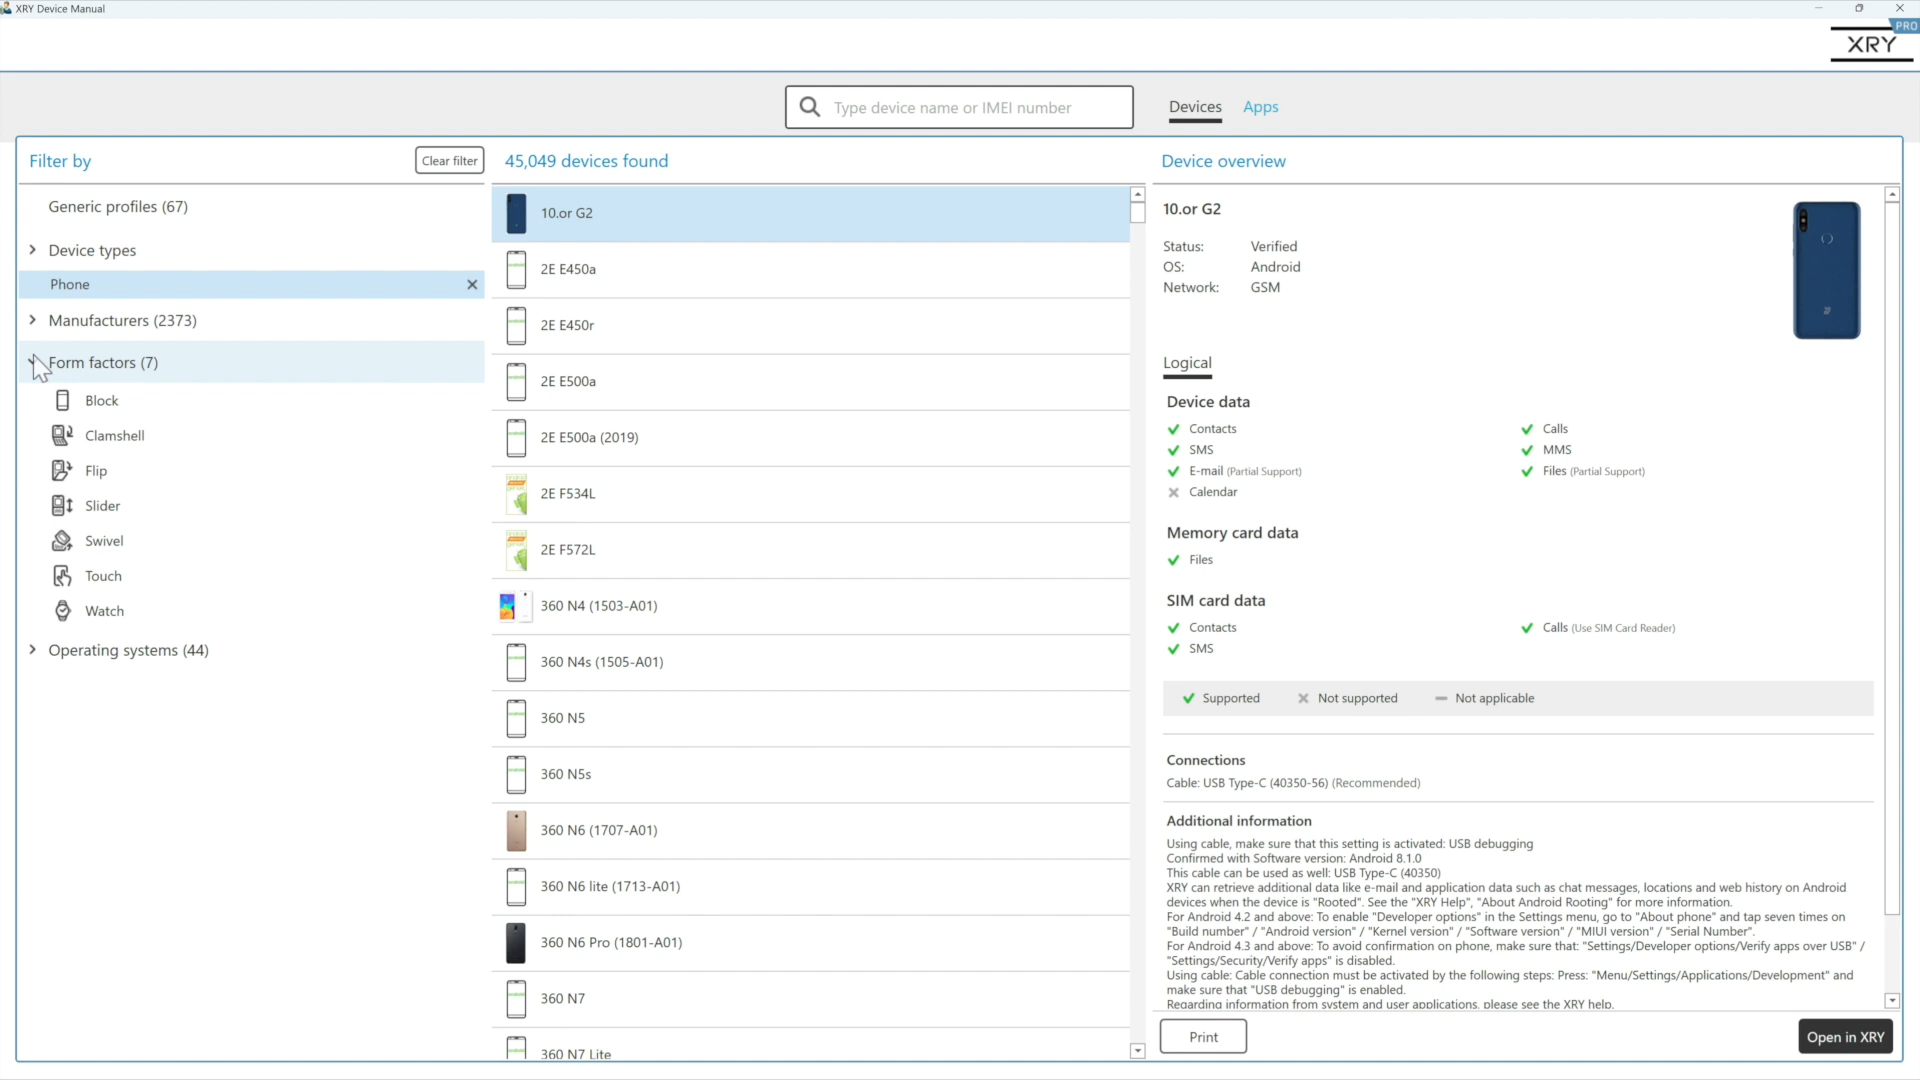 XRY Device Manual
PRO
XRY
Type device name or IMEI number
Devices
Apps
Filter by
Clear filter
Generic profiles (67)
Device types
Phone
Manufacturers (2373)
Form factors (7)
Block
Clamshell
Flip
Slider
Swivel
Touch
Watch
Operating systems (44)
45,049 devices found
10.or G2
2E E450a
2E E450r
2E E500a
2E E500a (2019)
2E F534L
2E F572L
360 N4 (1503-A01)
360 N4s (1505-A01)
360 N5
360 N5s
360 N6 (1707-A01)
360 N6 lite (1713-A01)
360 N6 Pro (1801-A01)
360 N7
360 N7 Lite
Device overview
10.or G2
Status: Verified
OS: Android
Network: GSM
Logical
Device data
Contacts
Calls
SMS
MMS
E-mail (Partial Support)
Files (Partial Support)
Calendar
Memory card data
Files
SIM card data
Contacts
Calls (Use SIM Card Reader)
SMS
Supported Not supported Not applicable
Connections
Cable: USB Type-C (40350-56) (Recommended)
Additional information
Using cable, make sure that this setting is activated: USB debugging
Confirmed with Software version: Android 8.1.0
This cable can be used as well: USB Type-C (40350)
XRY can retrieve additional data like e-mail and application data such as chat messages, locations and web history on Android
devices when the device is "Rooted". See the "XRY Help", "About Android Rooting" for more information.
For Android 4.2 and above: To enable "Developer options" in the Settings menu, go to "About phone" and tap seven times on
"Build number" / "Android version" / "Kernel version" / "Software version" / "MIUI version" / "Serial Number".
For Android 4.3 and above: To avoid confirmation on phone, make sure that: "Settings/Developer options/Verify apps over USB" /
"Settings/Security/Verify apps" is disabled.
Using cable: Cable connection must be activated by the following steps: Press: "Menu/Settings/Applications/Development" and
make sure that "USB debugging" is enabled.
Regarding information from system and user applications, please see the XRY help.
Print
Open in XRY